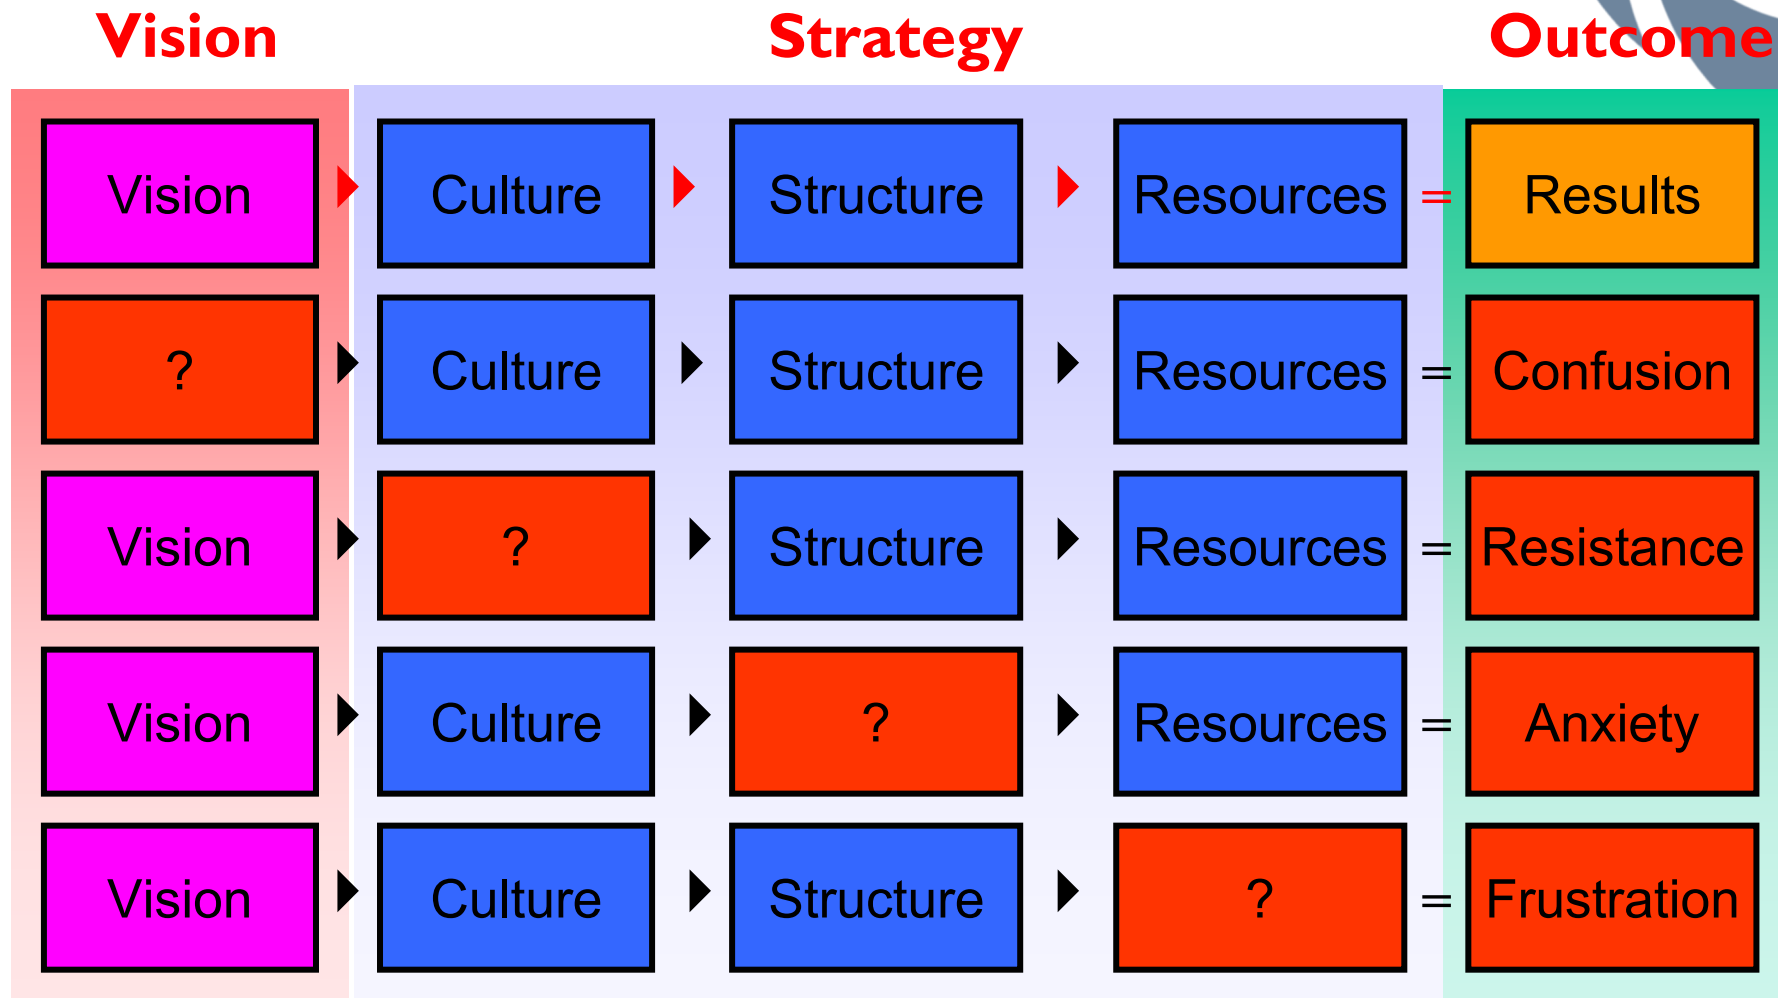 Vision Strategy Outcome
Vision Culture Structure Resources = Results
? Culture Structure Resources = Confusion
Vision ? Structure Resources = Resistance
Vision Culture ? Resources = Anxiety
Vision Culture Structure ? = Frustration